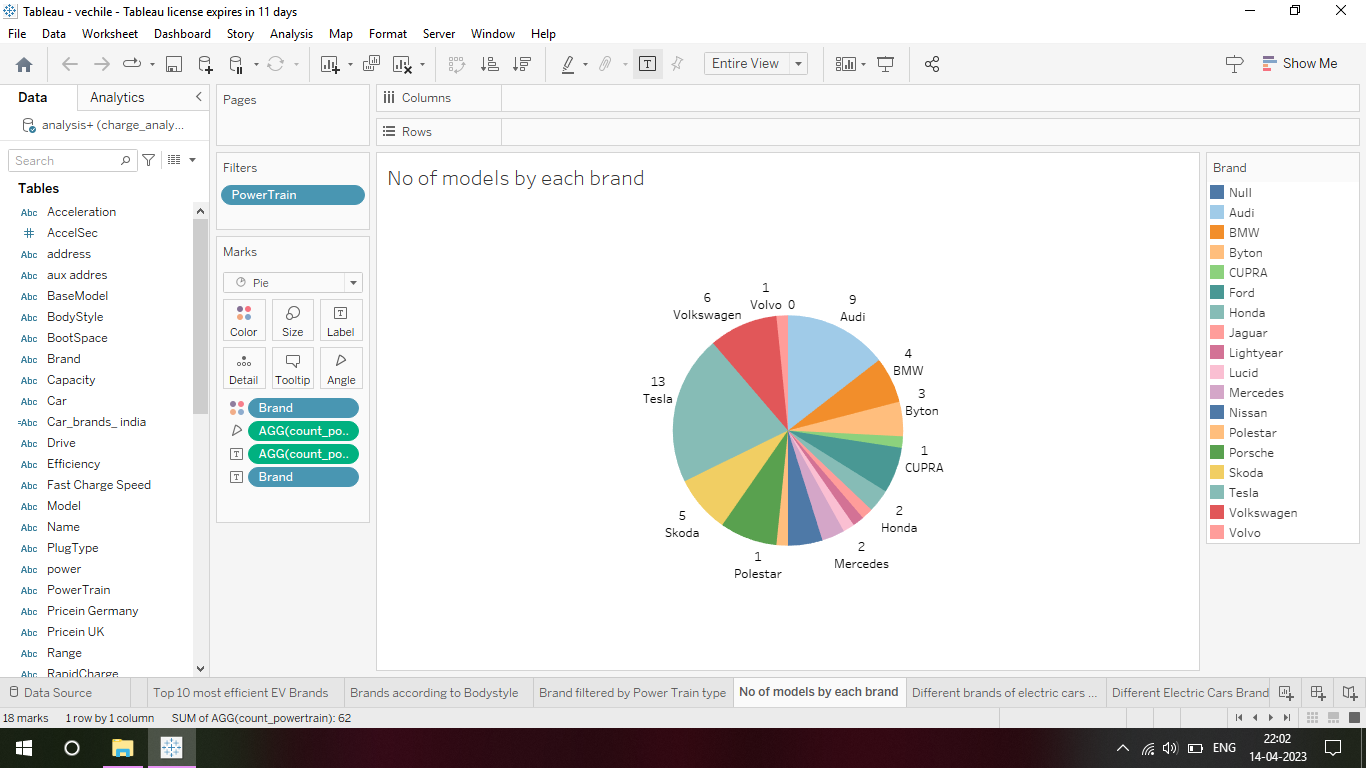 Tableau - vechile - Tableau license expires in 11 days
File Data Worksheet Dashboard Story Analysis Map Format Server Window Help
Entire View
Show Me
Data Analytics
analysis+ (charge_analy...
Search
Tables
Abc Acceleration
# AccelSec
Abc address
Abc aux addres
Abc BaseModel
Abc BodyStyle
Abc BootSpace
Abc Brand
Abc Capacity
Abc Car
=Abc Car_brands_ india
Abc Drive
Abc Efficiency
Abc Fast Charge Speed
Abc Model
Abc Name
Abc PlugType
Abc power
Abc PowerTrain
Abc Pricein Germany
Abc Pricein UK
Abc Range
Abc RapidCharge
Pages
Filters
PowerTrain
Marks
Pie
Color Size Label
Detail Tooltip Angle
Brand
AGG(count_po..
AGG(count_po..
Brand
Columns
Rows
No of models by each brand
0
9
Audi
4
BMW
3
Byton
1
CUPRA
2
Honda
2
Mercedes
1
Polestar
5
Skoda
13
Tesla
6
Volkswagen
1
Volvo
Brand
Null
Audi
BMW
Byton
CUPRA
Ford
Honda
Jaguar
Lightyear
Lucid
Mercedes
Nissan
Polestar
Porsche
Skoda
Tesla
Volkswagen
Volvo
Data Source Top 10 most efficient EV Brands Brands according to Bodystyle Brand filtered by Power Train type No of models by each brand Different brands of electric cars ... Different Electric Cars Brand
18 marks 1 row by 1 column SUM of AGG(count_powertrain): 62
ENG
22:02
14-04-2023